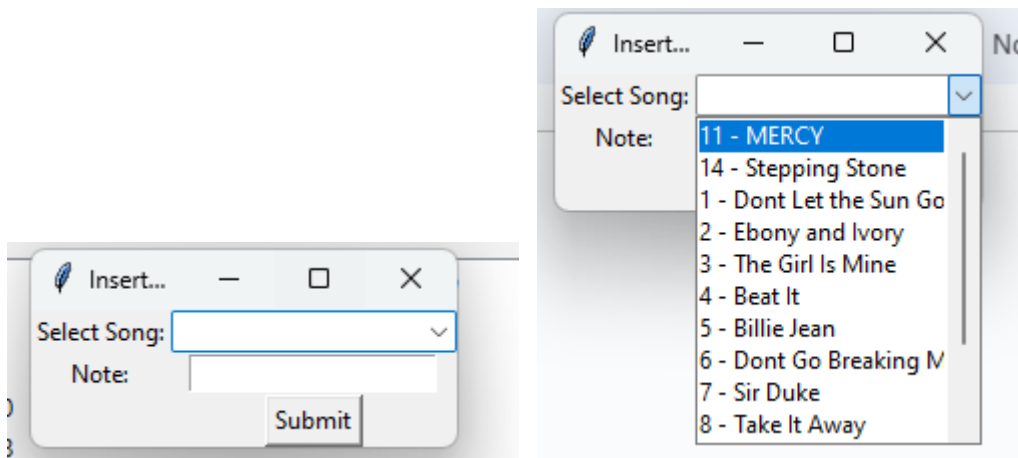 Insert...
Select Song:
Note:
Submit
Insert...
Select Song:
Note:
11 - MERCY
14 - Stepping Stone
1 - Dont Let the Sun Go
2 - Ebony and Ivory
3 - The Girl Is Mine
4 - Beat It
5 - Billie Jean
6 - Dont Go Breaking M
7 - Sir Duke
8 - Take It Away